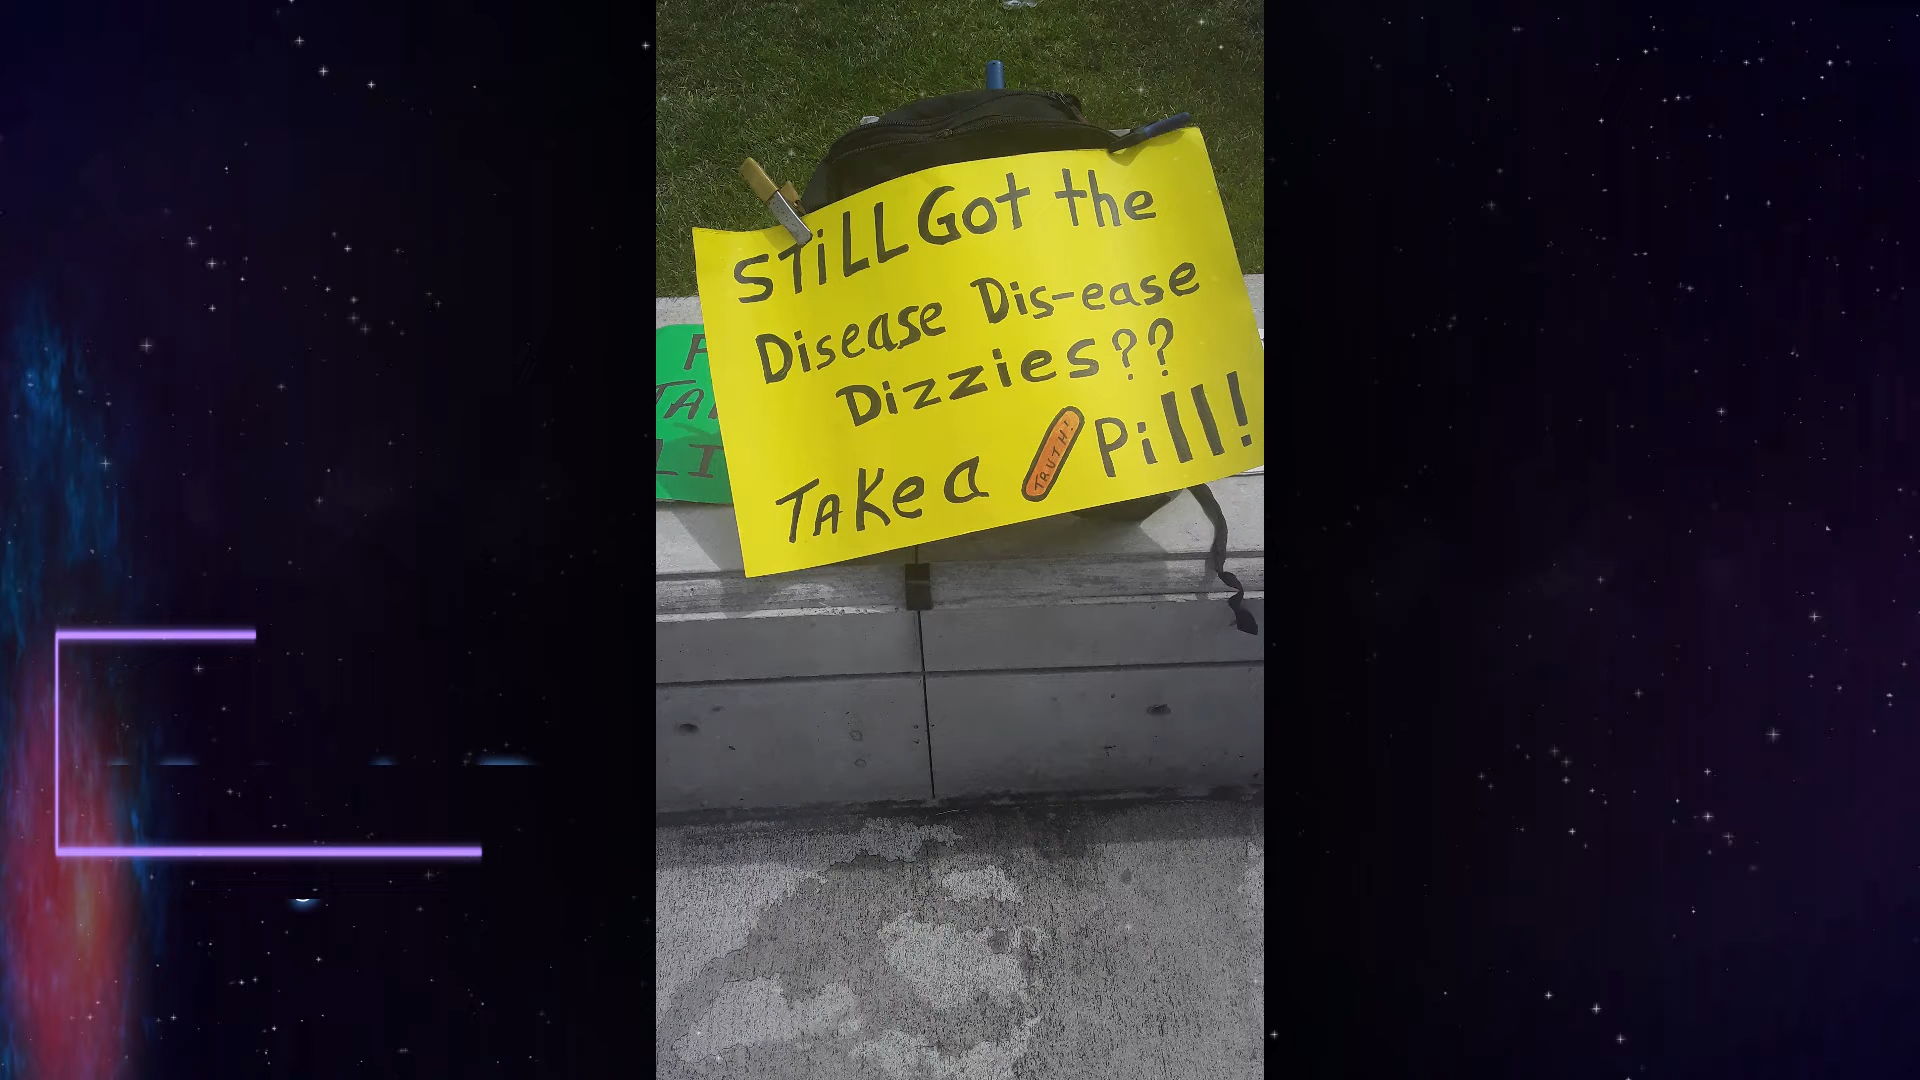 STiLL Got the
Disease Dis-ease
Dizzies??
TAKe a TRUTH! Pill!